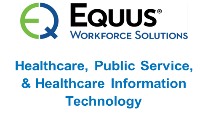 EQUUS®
WORKFORCE SOLUTIONS
Healthcare, Public Service,
& Healthcare Information
Technology